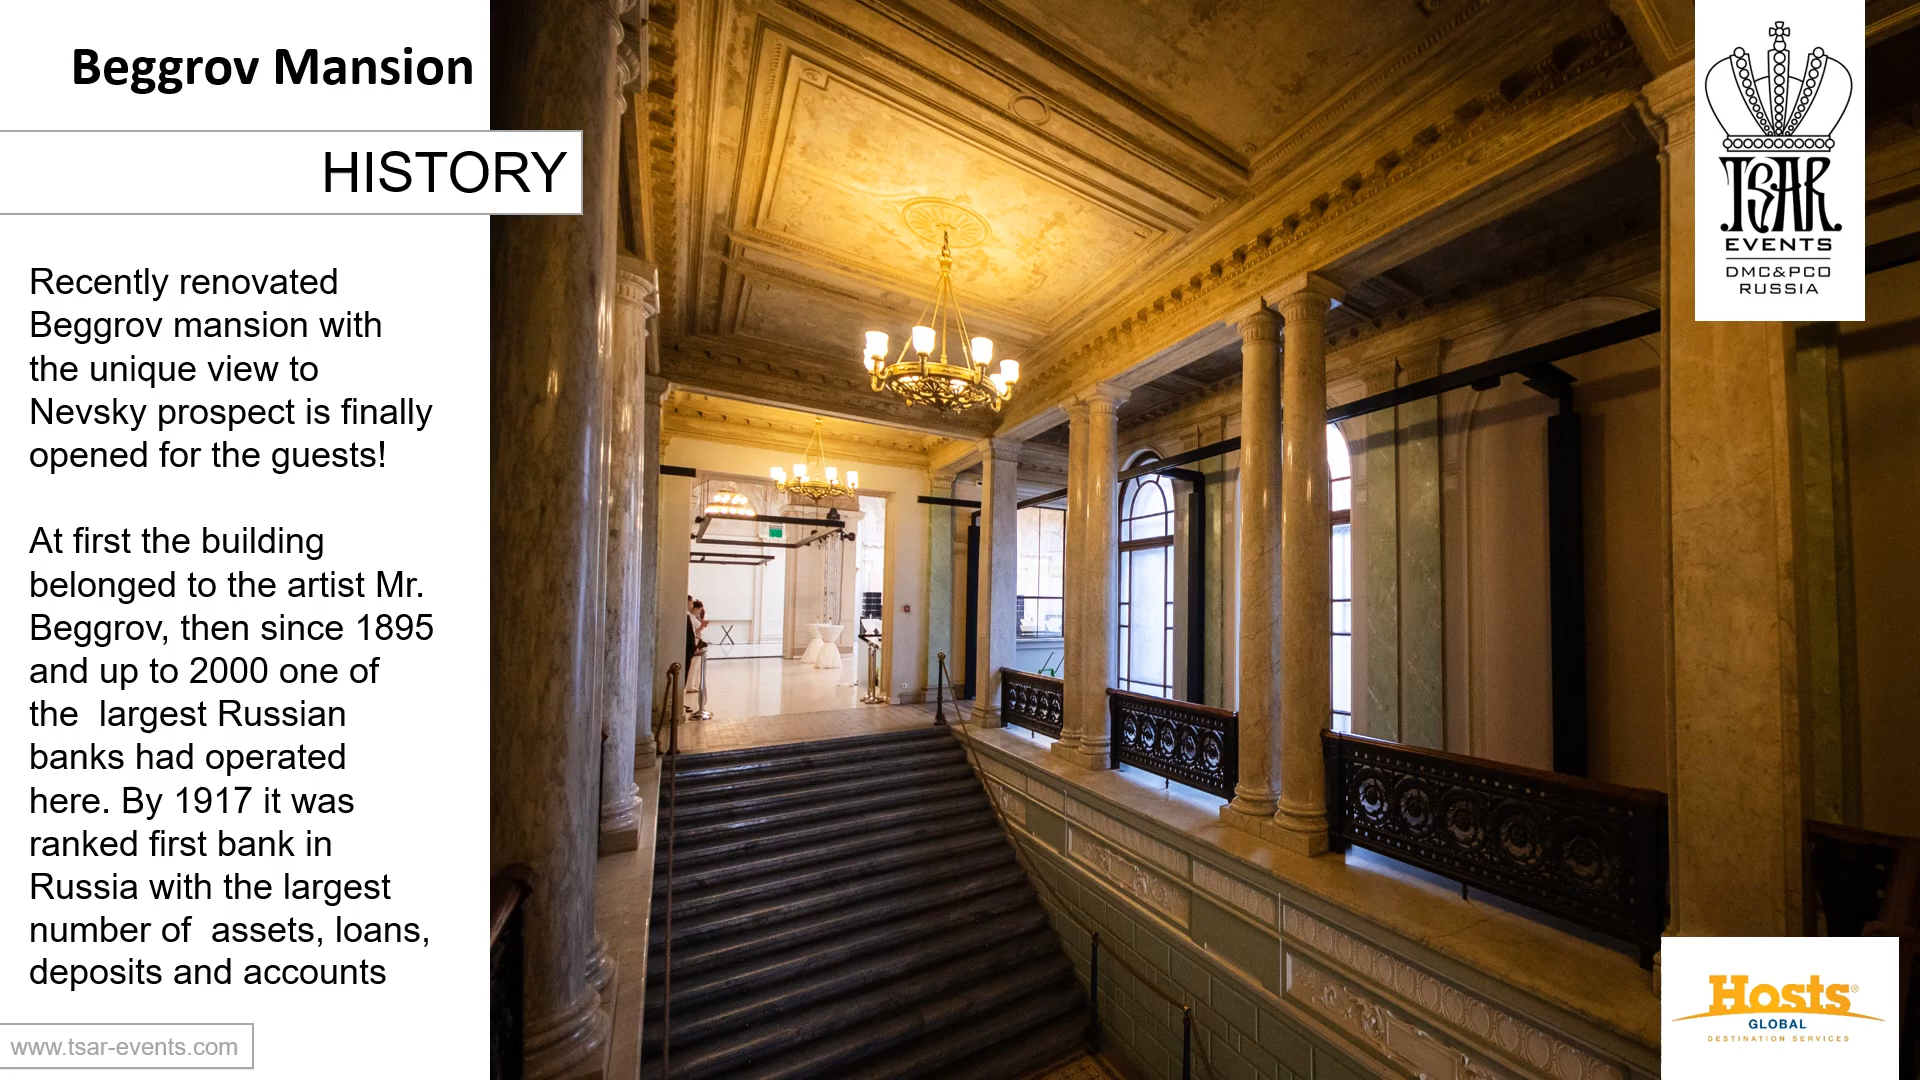 Beggrov Mansion
HISTORY
Recently renovated
Beggrov mansion with
the unique view to
Nevsky prospect is finally
opened for the guests!
At first the building
belonged to the artist Mr.
Beggrov, then since 1895
and up to 2000 one of
the  largest Russian
banks had operated
here. By 1917 it was
ranked first bank in
Russia with the largest
number of  assets, loans,
deposits and accounts
www.tsar-events.com
TSAR
EVENTS
DMC&PCO
RUSSIA
Hosts®
GLOBAL
DESTINATION SERVICES